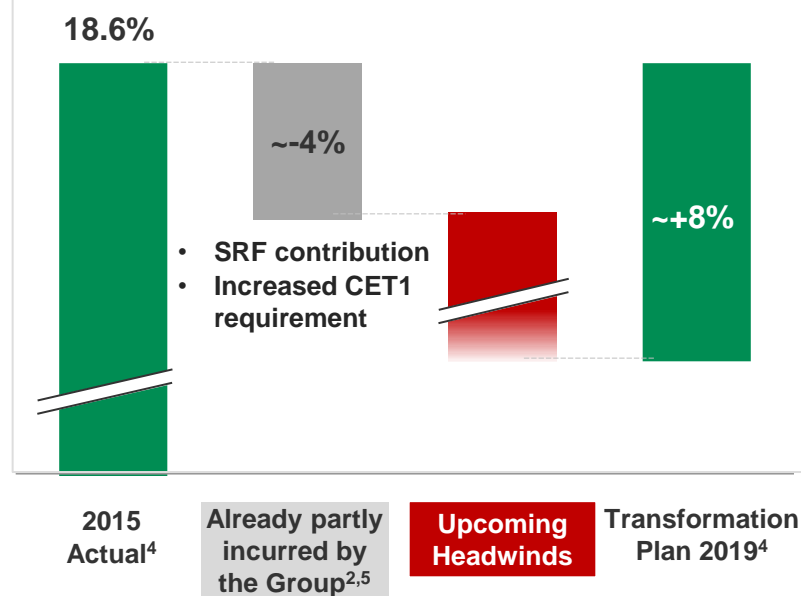 18.6%
~-4%
~+8%
• SRF contribution
• Increased CET1
requirement
2015
Actual4
Already partly
incurred by
the Group2,5
Upcoming
Headwinds
Transformation
Plan 20194